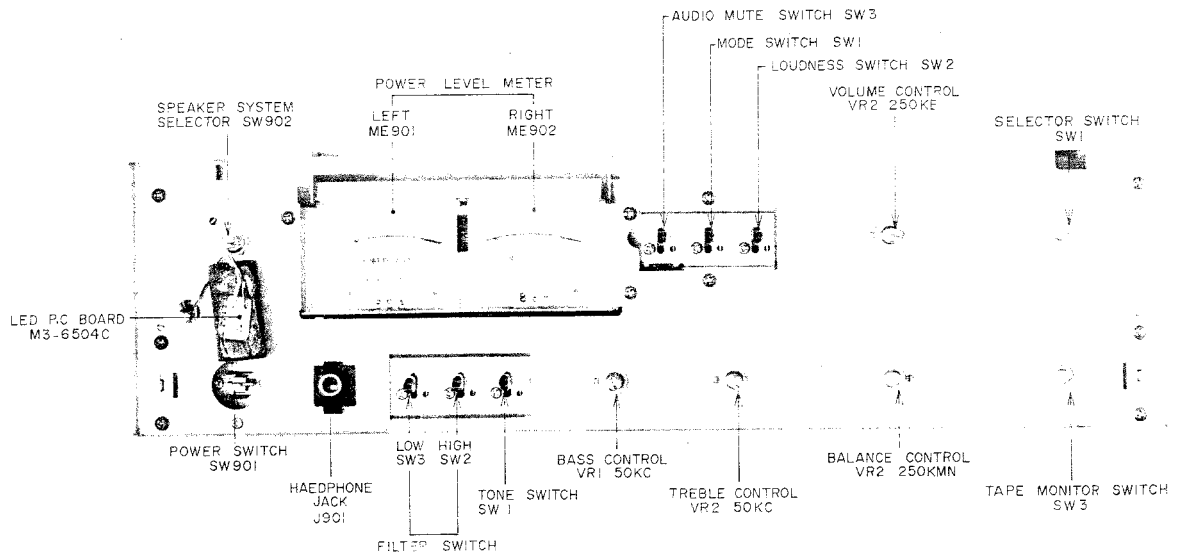 AUDIO MUTE SWITCH SW3
MODE SWITCH SW1
LOUDNESS SWITCH SW2
POWER LEVEL METER
VOLUME CONTROL
VR2 250KB
SPEAKER SYSTEM
SELECTOR SW902
LEFT
ME901
RIGHT
ME902
SELECTOR SWITCH
SW1
LED P.C BOARD
M3-6504C
POWER SWITCH
SW901
HAEDPHONE
JACK
J901
LOW
SW3
HIGH
SW2
TONE SWITCH
SW1
FILTER SWITCH
BASS CONTROL
VR1 50KC
TREBLE CONTROL
VR2 50KC
BALANCE CONTROL
VR2 250KMN
TAPE MONITOR SWITCH
SW3